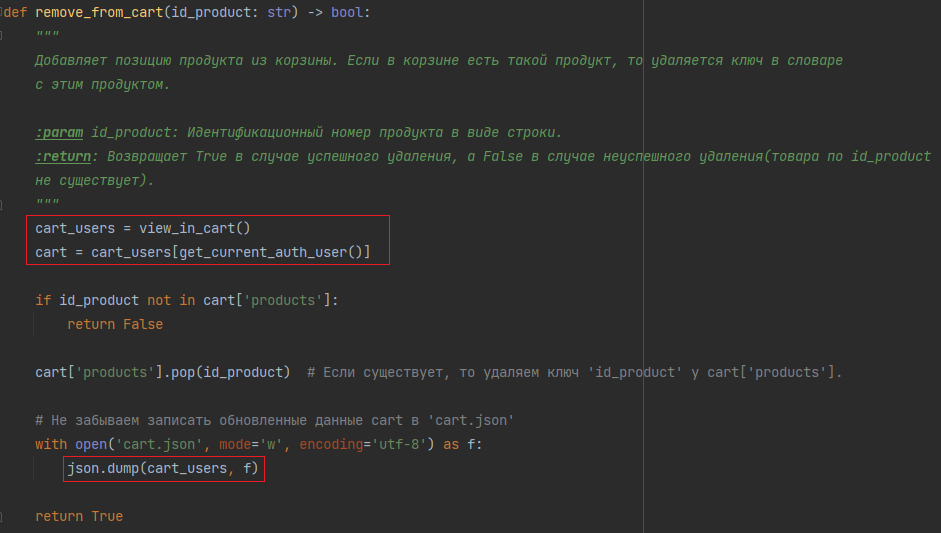 def remove_from_cart(id_product: str) -> bool:
"""
Добавляет позицию продукта из корзины. Если в корзине есть такой продукт, то удаляется ключ в словаре
с этим продуктом.
:param id_product: Идентификационный номер продукта в виде строки.
:return: Возвращает True в случае успешного удаления, а False в случае неуспешного удаления(товара по id_product
не существует).
"""
cart_users = view_in_cart()
cart = cart_users[get_current_auth_user()]
if id_product not in cart['products']:
return False
cart['products'].pop(id_product)  # Если существует, то удаляем ключ 'id_product' у cart['products'].
# Не забываем записать обновленные данные cart в 'cart.json'
with open('cart.json', mode='w', encoding='utf-8') as f:
json.dump(cart_users, f)
return True